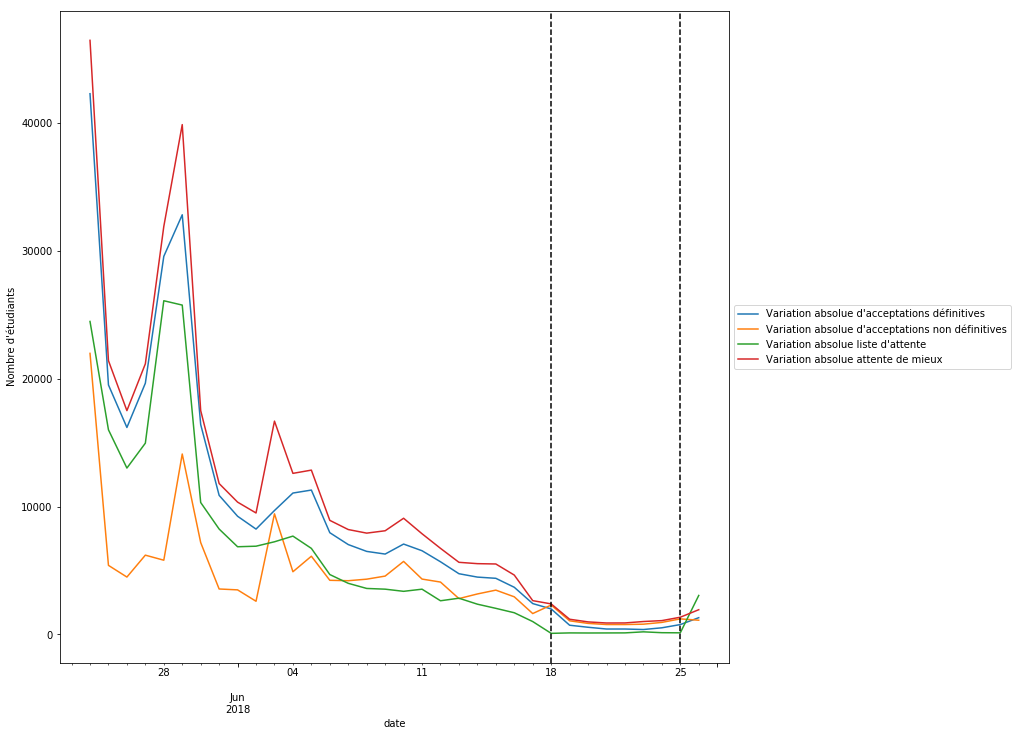 Nombre d'étudiants
40000
30000
20000
10000
0
28
04
11
18
25
Jun
2018
date
Variation absolue d'acceptations définitives
Variation absolue d'acceptations non définitives
Variation absolue liste d'attente
Variation absolue attente de mieux